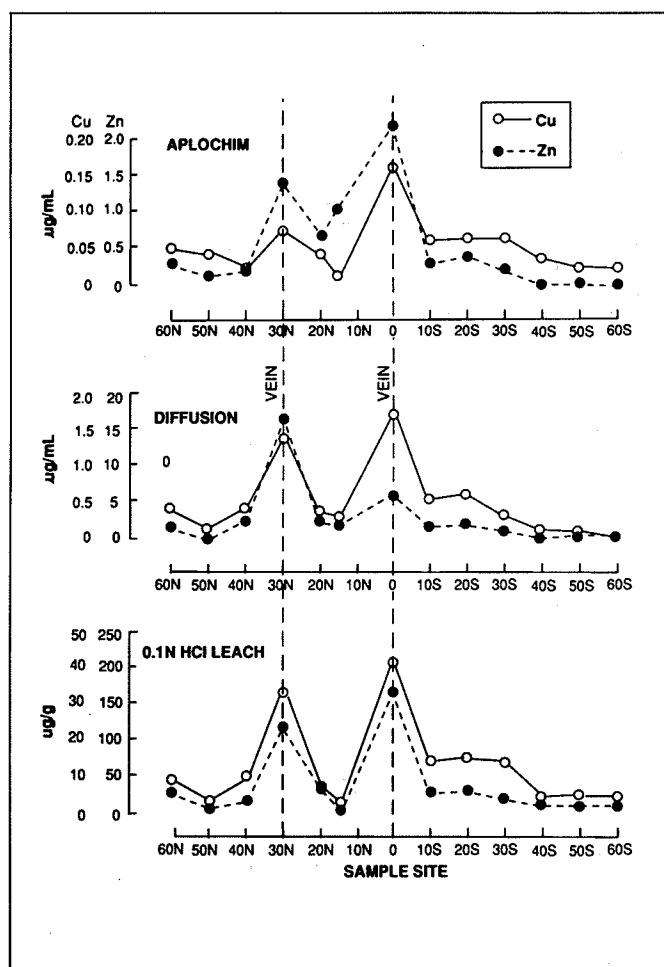 Cu Zn
0.20 2.0
0.15 1.5
0.10 1.0
0.05 0.5
0 0
µg/mL
APLOCHIM
Cu
Zn
60N 50N 40N 30N 20N 10N 0 10S 20S 30S 40S 50S 60S
VEIN
VEIN
2.0 20
1.5 15
1.0 10
0.5 5
0 0
µg/mL
DIFFUSION
0
60N 50N 40N 30N 20N 10N 0 10S 20S 30S 40S 50S 60S
50 250
40 200
30 150
20 100
10 50
0 0
ug/g
0.1N HCl LEACH
60N 50N 40N 30N 20N 10N 0 10S 20S 30S 40S 50S 60S
SAMPLE SITE